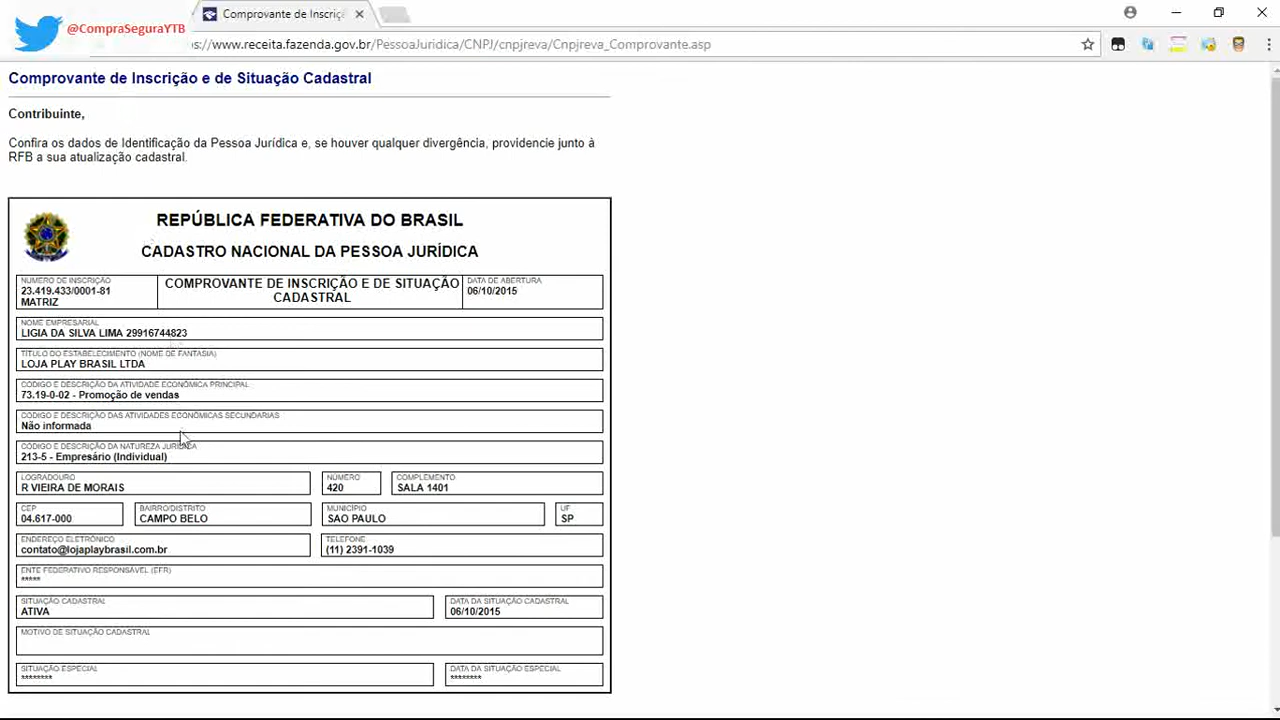 @CompraSeguraYTB
Comprovante de Inscriç
s://www.receita.fazenda.gov.br/PessoaJuridica/CNPJ/cnpjreva/Cnpjreva_Comprovante.asp
Comprovante de Inscrição e de Situação Cadastral
Contribuinte,
Confira os dados de Identificação da Pessoa Jurídica e, se houver qualquer divergência, providencie junto à
RFB a sua atualização cadastral.
REPÚBLICA FEDERATIVA DO BRASIL
CADASTRO NACIONAL DA PESSOA JURÍDICA
NÚMERO DE INSCRIÇÃO
23.419.433/0001-81
MATRIZ
COMPROVANTE DE INSCRIÇÃO E DE SITUAÇÃO
CADASTRAL
DATA DE ABERTURA
06/10/2015
NOME EMPRESARIAL
LIGIA DA SILVA LIMA 29916744823
TÍTULO DO ESTABELECIMENTO (NOME DE FANTASIA)
LOJA PLAY BRASIL LTDA
CÓDIGO E DESCRIÇÃO DA ATIVIDADE ECONÔMICA PRINCIPAL
73.19-0-02 - Promoção de vendas
CÓDIGO E DESCRIÇÃO DAS ATIVIDADES ECONÔMICAS SECUNDÁRIAS
Não informada
CÓDIGO E DESCRIÇÃO DA NATUREZA JURÍDICA
213-5 - Empresário (Individual)
LOGRADOURO
R VIEIRA DE MORAIS
NÚMERO
420
COMPLEMENTO
SALA 1401
CEP
04.617-000
BAIRRO/DISTRITO
CAMPO BELO
MUNICÍPIO
SAO PAULO
UF
SP
ENDEREÇO ELETRÔNICO
contato@lojaplaybrasil.com.br
TELEFONE
(11) 2391-1039
ENTE FEDERATIVO RESPONSÁVEL (EFR)
*****
SITUAÇÃO CADASTRAL
ATIVA
DATA DA SITUAÇÃO CADASTRAL
06/10/2015
MOTIVO DE SITUAÇÃO CADASTRAL
SITUAÇÃO ESPECIAL
********
DATA DA SITUAÇÃO ESPECIAL
********